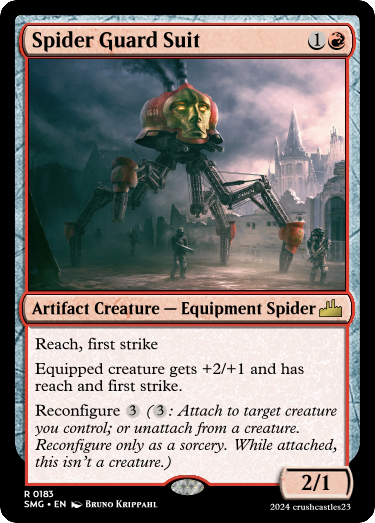 Spider Guard Suit 1
Artifact Creature — Equipment Spider
Reach, first strike
Equipped creature gets +2/+1 and has
reach and first strike.
Reconfigure 3 (3: Attach to target creature
you control; or unattach from a creature.
Reconfigure only as a sorcery. While attached,
this isn't a creature.)
2/1
R 0183
SMG • EN Bruno Krippahl
2024 crushcastles23